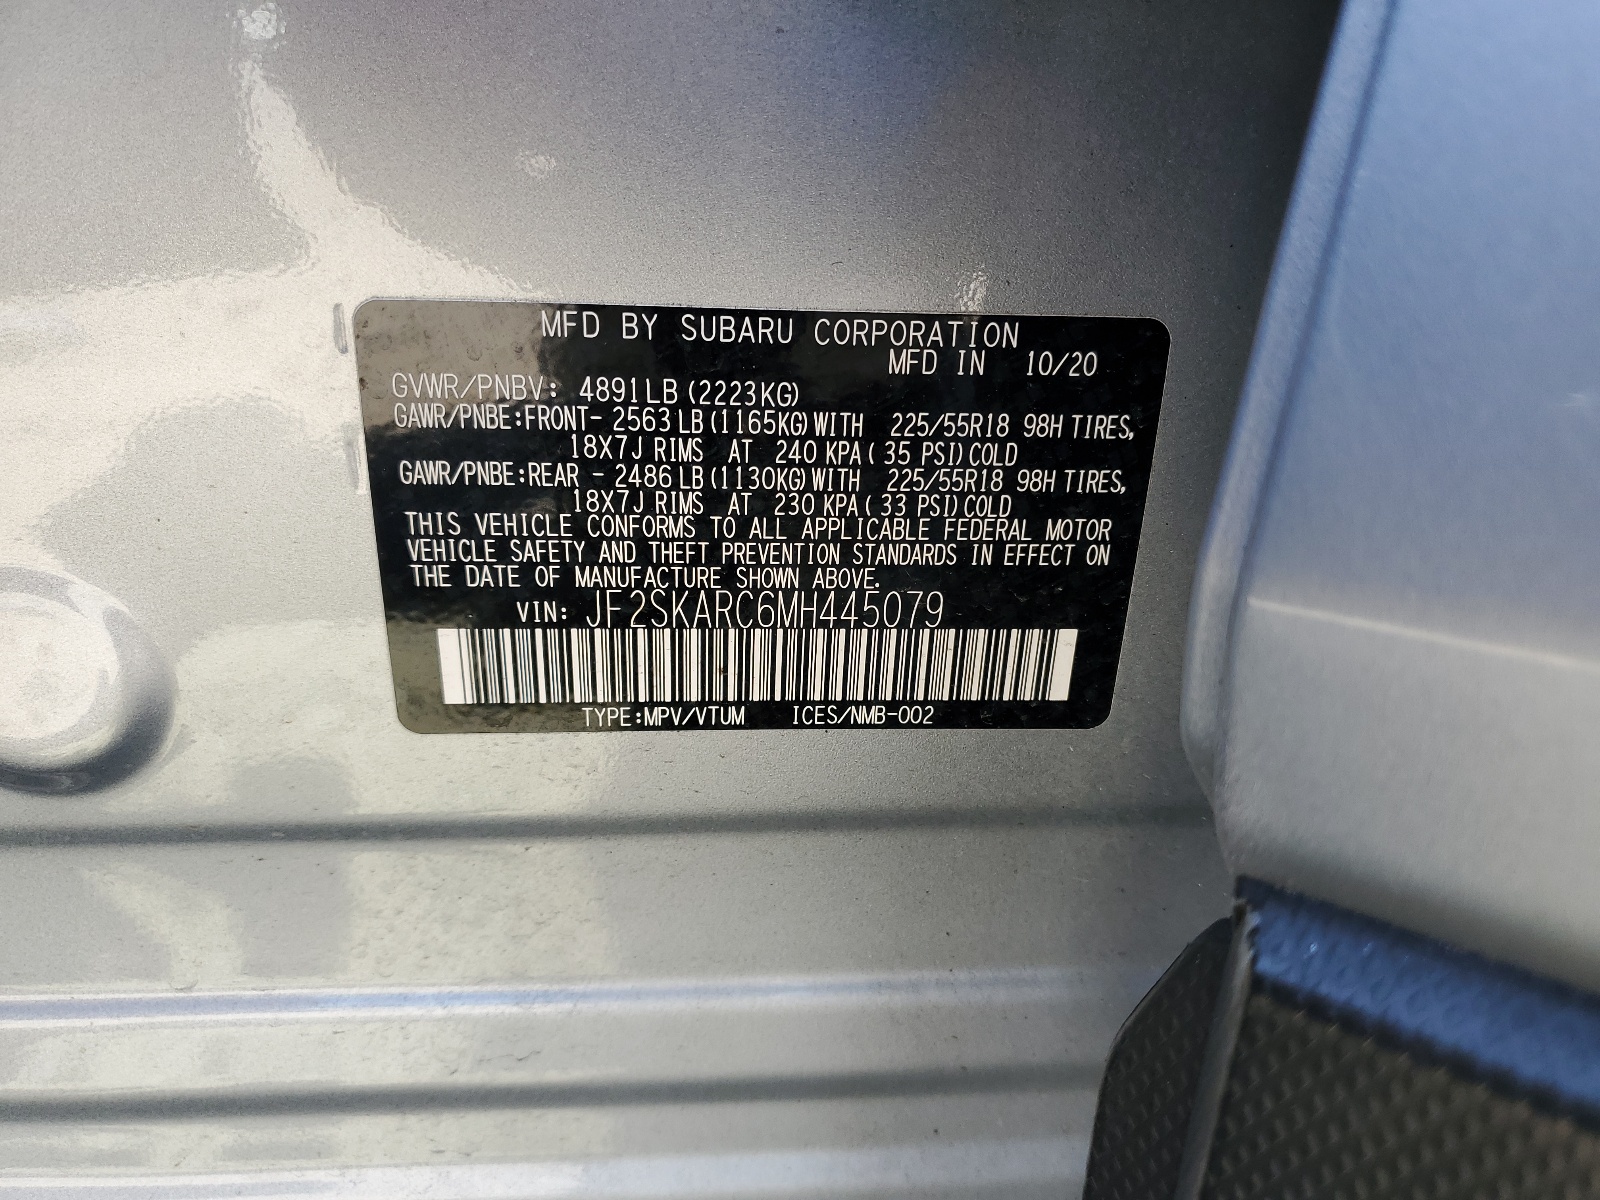 MFD BY SUBARU CORPORATION
MFD IN 10/20
GVWR/PNBV: 4891LB (2223KG)
GAWR/PNBE:FRONT- 2563 LB (1165KG) WITH 225/55R18 98H TIRES,
18X7J RIMS AT 240 KPA ( 35 PSI) COLD
GAWR/PNBE:REAR - 2486 LB (1130KG) WITH 225/55R18 98H TIRES,
18X7J RIMS AT 230 KPA ( 33 PSI) COLD
THIS VEHICLE CONFORMS TO ALL APPLICABLE FEDERAL MOTOR
VEHICLE SAFETY AND THEFT PREVENTION STANDARDS IN EFFECT ON
THE DATE OF MANUFACTURE SHOWN ABOVE.
VIN: JF2SKARC6MH445079
TYPE:MPV/VTUM ICES/NMB-002